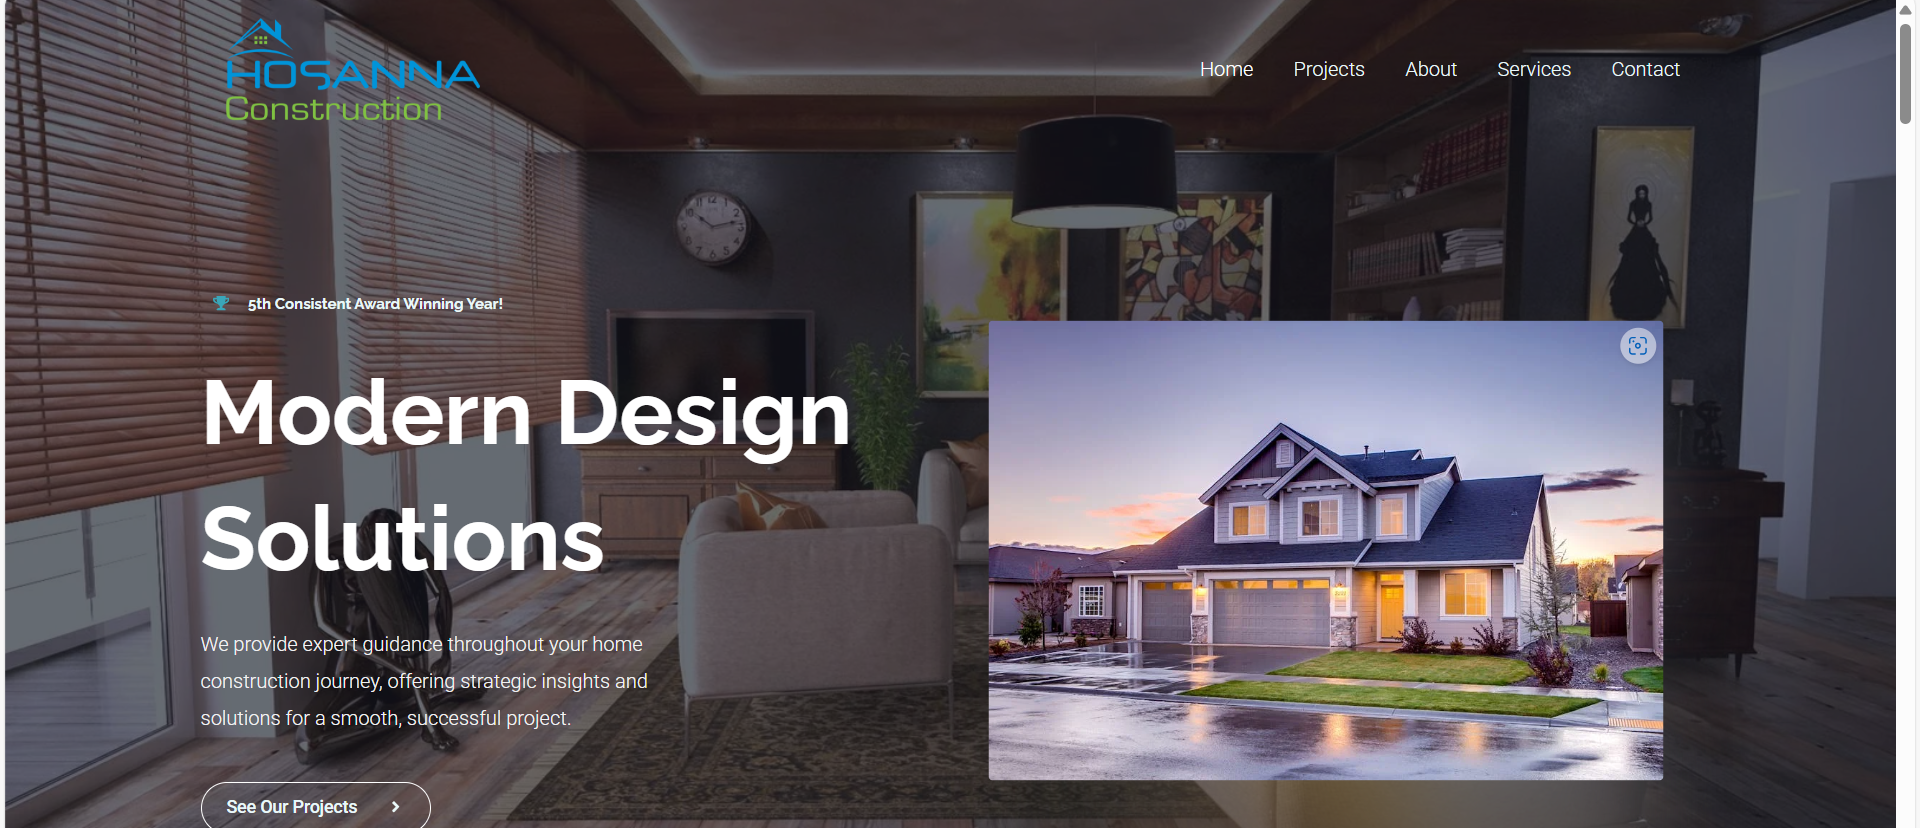 HOSANNA
Construction
Home
Projects
About
Services
Contact
5th Consistent Award Winning Year!
Modern Design
Solutions
We provide expert guidance throughout your home
construction journey, offering strategic insights and
solutions for a smooth, successful project.
See Our Projects